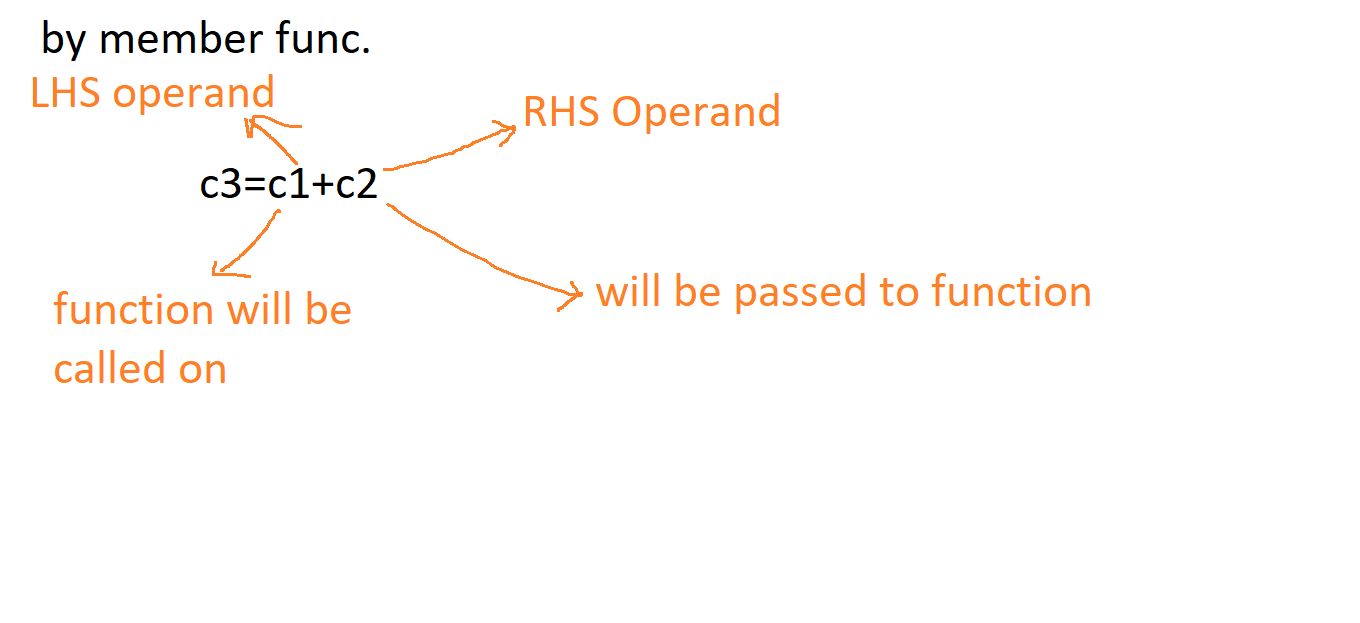 by member func.
LHS operand
RHS Operand
c3=c1+c2
function will be
called on
will be passed to function